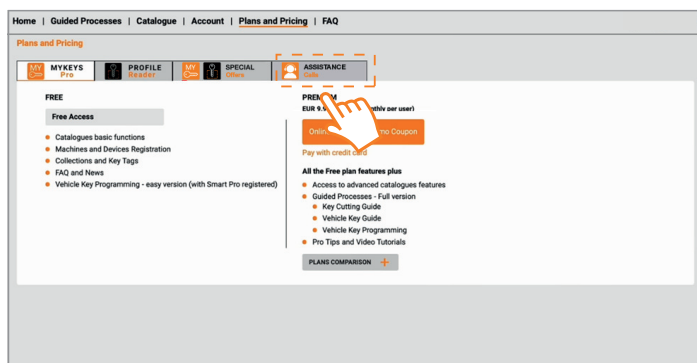 Home | Guided Processes | Catalogue | Account | Plans and Pricing | FAQ
Plans and Pricing
MY MYKEYS Pro
PROFILE Reader
MY SPECIAL Offers
ASSISTANCE Calls
FREE
Free Access
Catalogues basic functions
Machines and Devices Registration
Collections and Key Tags
FAQ and News
Vehicle Key Programming - easy version (with Smart Pro registered)
PREMIUM
EUR 9.9 per user)
Online Coupon
Pay with credit card
All the Free plan features plus
Access to advanced catalogues features
Guided Processes - Full version
Key Cutting Guide
Vehicle Key Guide
Vehicle Key Programming
Pro Tips and Video Tutorials
PLANS COMPARISON +